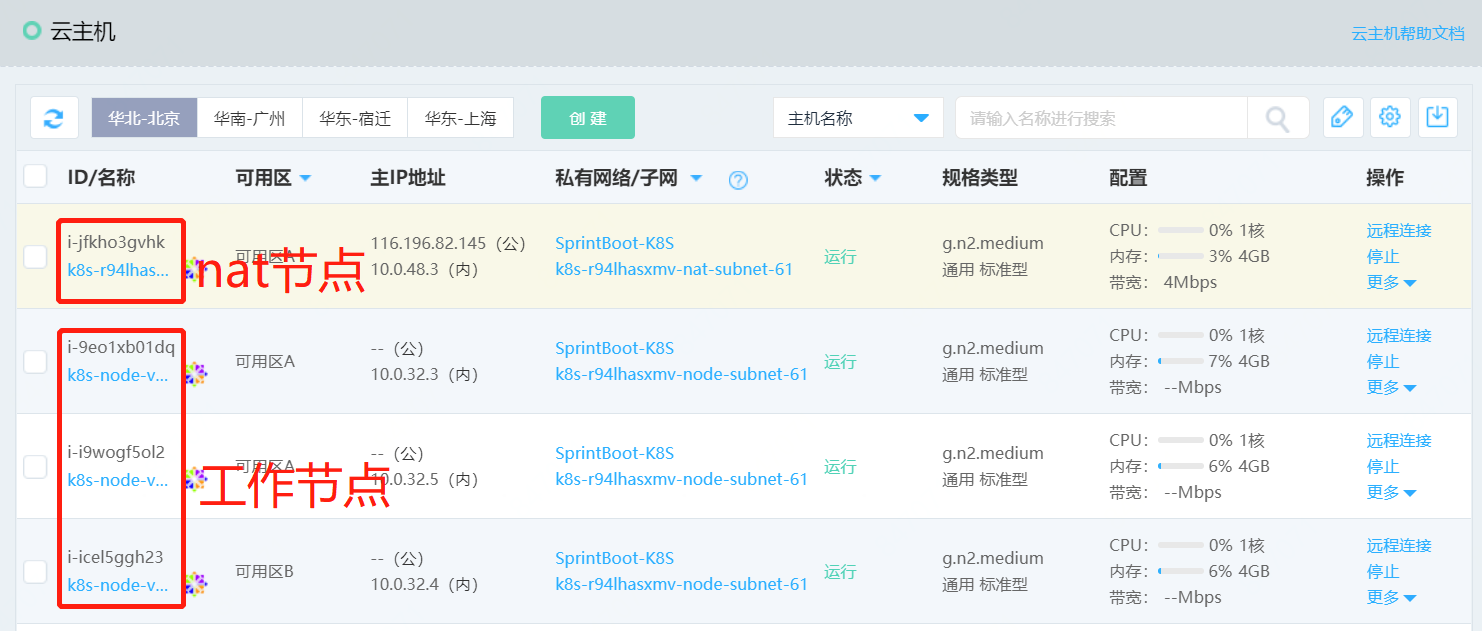 云主机
云主机帮助文档
华北-北京 华南-广州 华东-宿迁 华东-上海 创建 主机名称 请输入名称进行搜索
ID/名称 可用区 主IP地址 私有网络/子网 ? 状态 规格类型 配置 操作
i-jfkho3gvhk
k8s-r94lhas...
可用区A
nat节点
116.196.82.145（公）
10.0.48.3（内）
SprintBoot-K8S
k8s-r94lhasxmv-nat-subnet-61
运行
g.n2.medium
通用 标准型
CPU： 0% 1核
内存： 3% 4GB
带宽： 4Mbps
远程连接
停止
更多
i-9eo1xb01dq
k8s-node-v...
可用区A
--（公）
10.0.32.3（内）
SprintBoot-K8S
k8s-r94lhasxmv-node-subnet-61
运行
g.n2.medium
通用 标准型
CPU： 0% 1核
内存： 7% 4GB
带宽： --Mbps
远程连接
停止
更多
i-i9wogf5ol2
k8s-node-v...
可用区A
工作节点
--（公）
10.0.32.5（内）
SprintBoot-K8S
k8s-r94lhasxmv-node-subnet-61
运行
g.n2.medium
通用 标准型
CPU： 0% 1核
内存： 6% 4GB
带宽： --Mbps
远程连接
停止
更多
i-icel5ggh23
k8s-node-v...
可用区B
--（公）
10.0.32.4（内）
SprintBoot-K8S
k8s-r94lhasxmv-node-subnet-61
运行
g.n2.medium
通用 标准型
CPU： 0% 1核
内存： 6% 4GB
带宽： --Mbps
远程连接
停止
更多